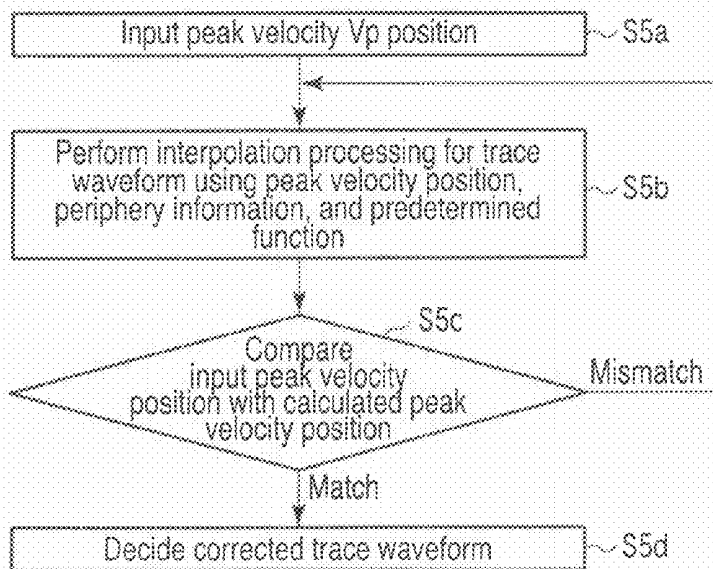 Input peak velocity Vp position
S5a
Perform interpolation processing for trace
waveform using peak velocity position,
periphery information, and predetermined
function
S5b
S5c
Compare
input peak velocity
position with calculated peak
velocity position
Mismatch
Match
Decide corrected trace waveform
S5d